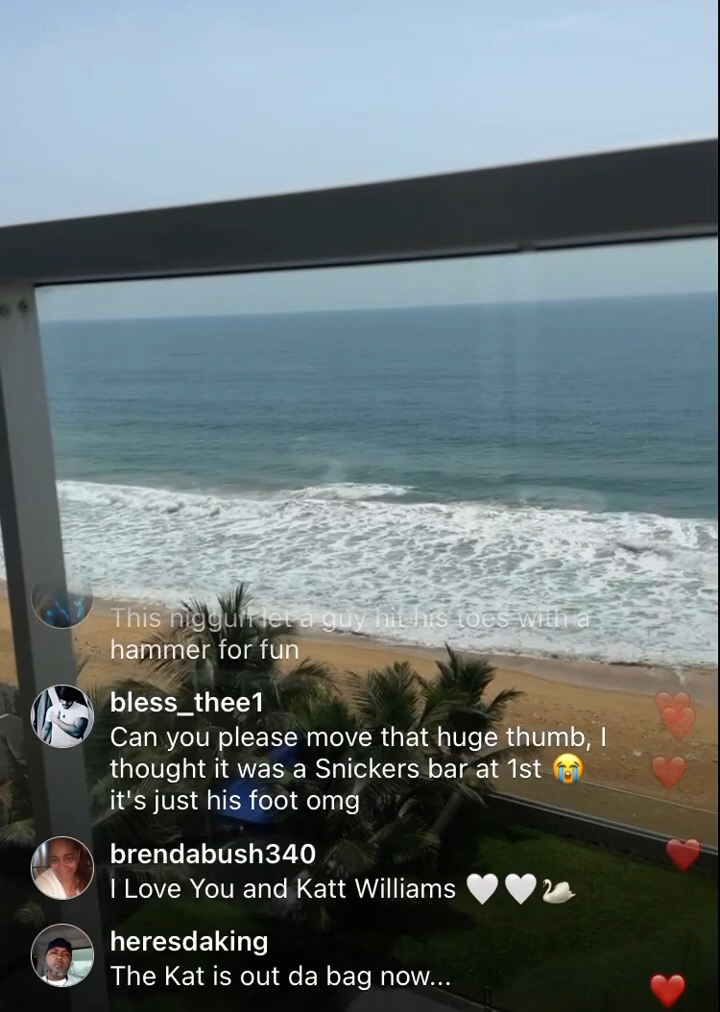 This niggun let a guy hit his toes with a
hammer for fun
bless_thee1
Can you please move that huge thumb, I
thought it was a Snickers bar at 1st 😭
it's just his foot omg
brendabush340
I Love You and Katt Williams 🤍🤍🦢
heresdaking
The Kat is out da bag now...